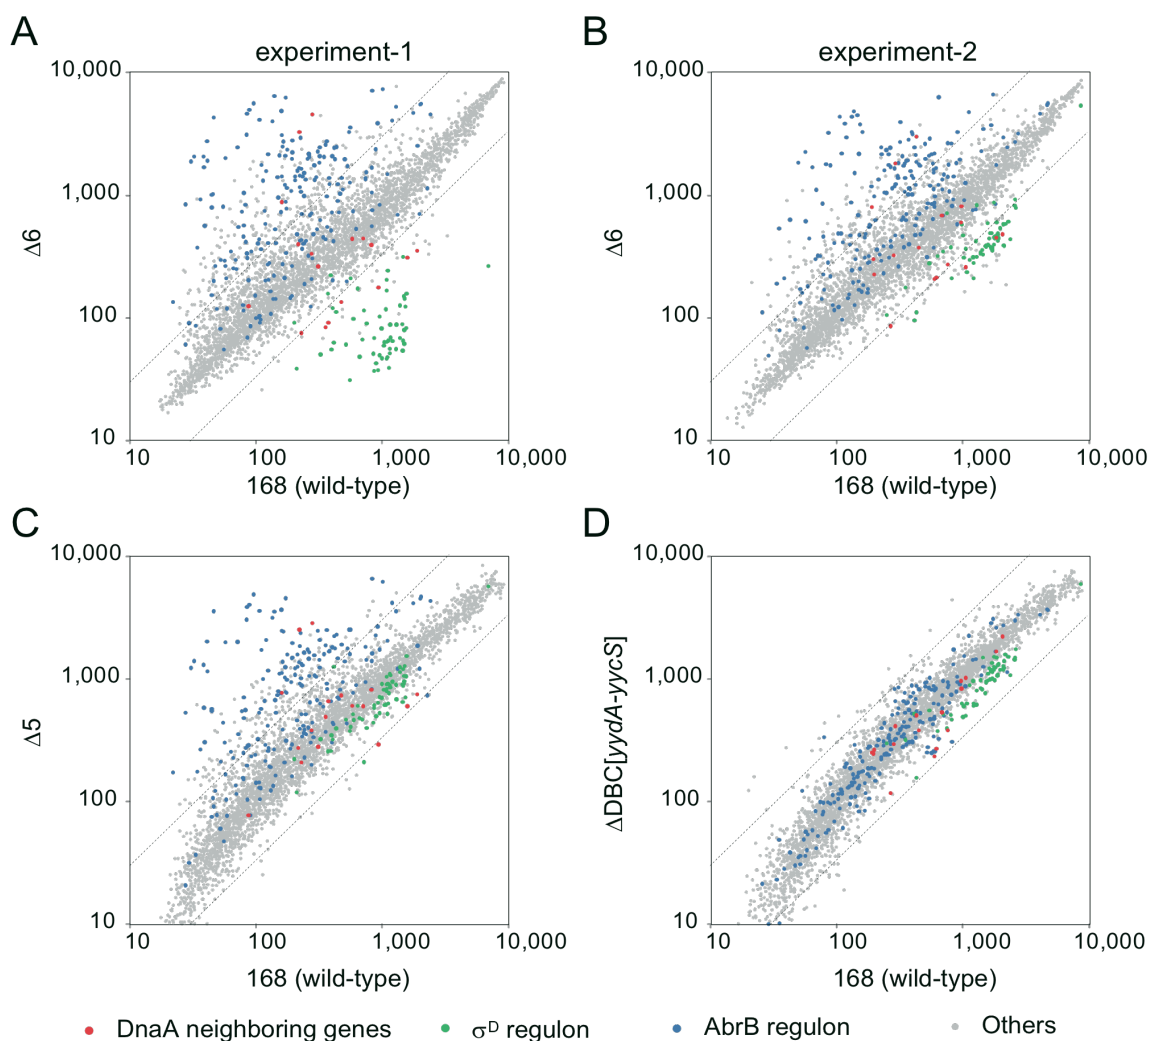 A
B
experiment-1
experiment-2
10,000
1,000
100
10
Δ6
10
100
1,000
10,000
168 (wild-type)
10,000
1,000
100
10
Δ6
10
100
1,000
10,000
168 (wild-type)
C
D
10,000
1,000
100
10
Δ5
10
100
1,000
10,000
168 (wild-type)
10,000
1,000
100
10
ΔDBC[yydA-yycS]
10
100
1,000
10,000
168 (wild-type)
DnaA neighboring genes
σᴰ regulon
AbrB regulon
Others